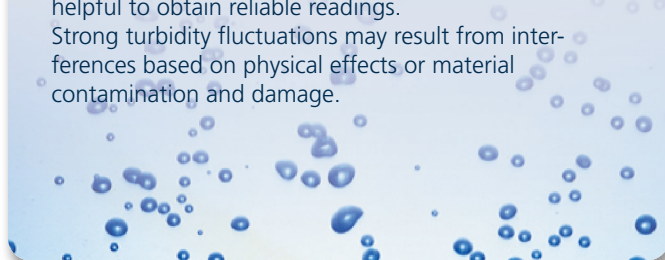 helpful to obtain reliable readings.
Strong turbidity fluctuations may result from inter-
ferences based on physical effects or material
contamination and damage.